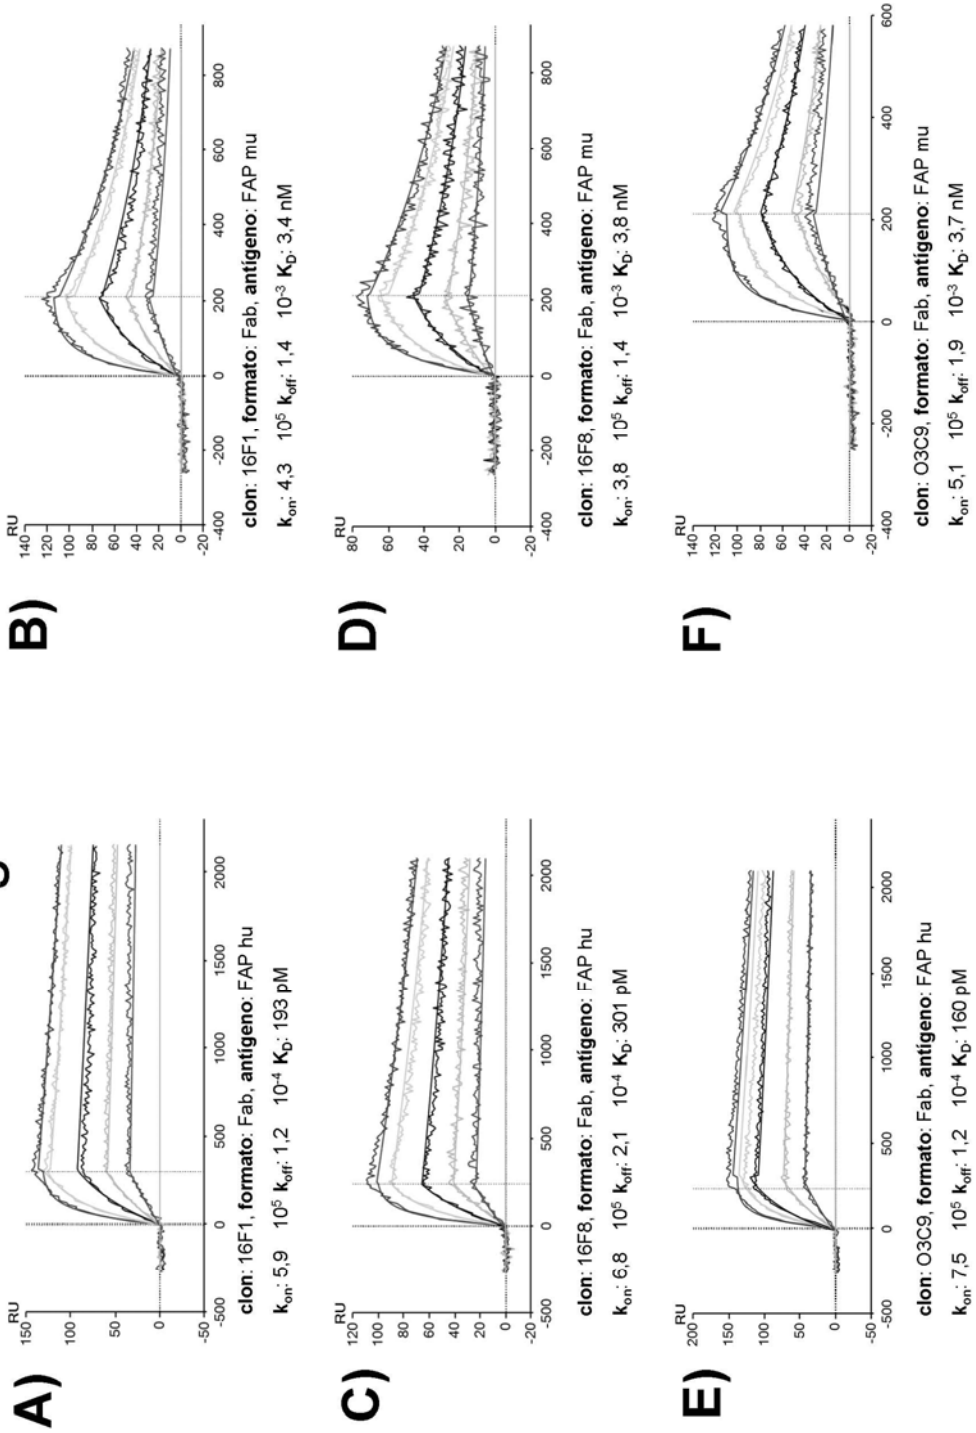 A)
RU
150
100
50
0
-50
-500 0 500 1000 1500 2000
clon: 16F1, formato: Fab, antígeno: FAP hu
kon: 5,9 10⁵ koff: 1,2 10⁻⁴ KD: 193 pM
B)
RU
140
120
100
80
60
40
20
0
-20
-400 -200 0 200 400 600 800
clon: 16F1, formato: Fab, antígeno: FAP mu
kon: 4,3 10⁵ koff: 1,4 10⁻³ KD: 3,4 nM
C)
RU
120
100
80
60
40
20
0
-20
-500 0 500 1000 1500 2000
clon: 16F8, formato: Fab, antígeno: FAP hu
kon: 6,8 10⁵ koff: 2,1 10⁻⁴ KD: 301 pM
D)
RU
80
60
40
20
0
-20
-400 -200 0 200 400 600 800
clon: 16F8, formato: Fab, antígeno: FAP mu
kon: 3,8 10⁵ koff: 1,4 10⁻³ KD: 3,8 nM
E)
RU
200
150
100
50
0
-50
-500 0 500 1000 1500 2000
clon: O3C9, formato: Fab, antígeno: FAP hu
kon: 7,5 10⁵ koff: 1,2 10⁻⁴ KD: 160 pM
F)
RU
140
120
100
80
60
40
20
0
-20
-400 -200 0 200 400 600
clon: O3C9, formato: Fab, antígeno: FAP mu
kon: 5,1 10⁵ koff: 1,9 10⁻³ KD: 3,7 nM